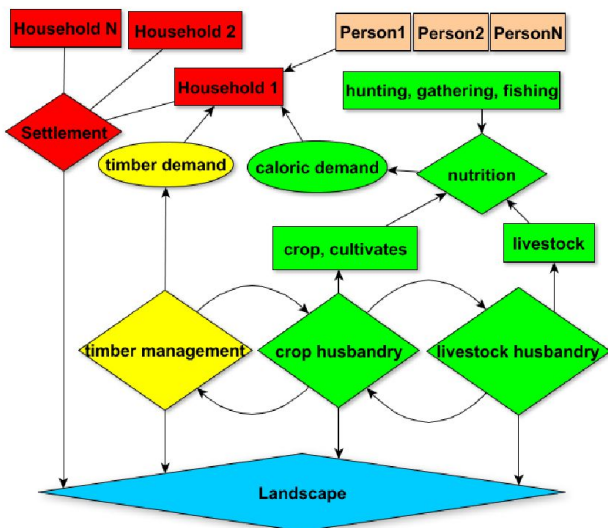 Household N
Household 2
Person1
Person2
PersonN
Household 1
hunting, gathering, fishing
Settlement
timber demand
caloric demand
nutrition
crop, cultivates
livestock
timber management
crop husbandry
livestock husbandry
Landscape